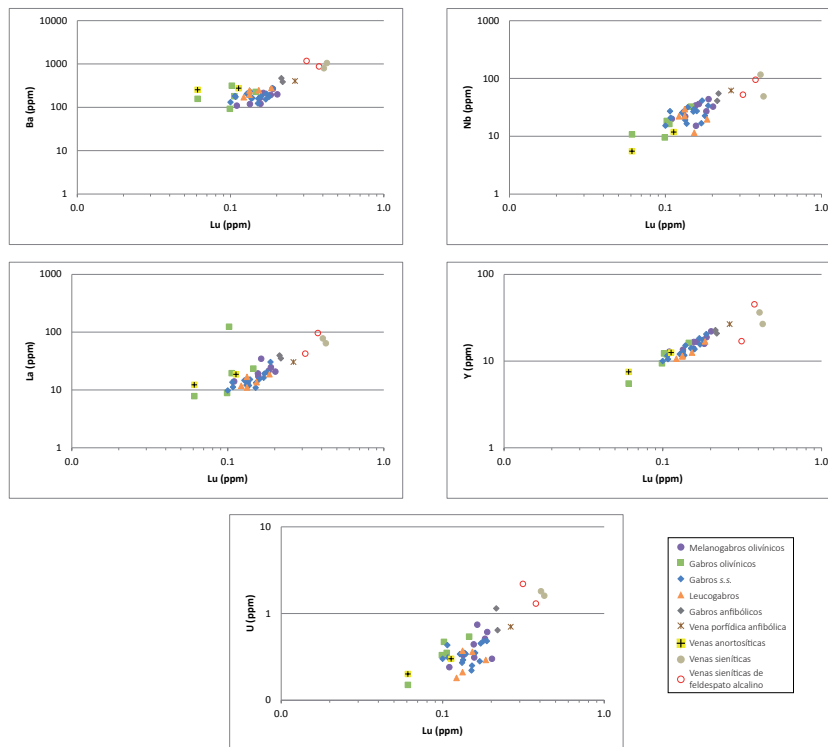 10000
1000
100
10
1
Ba (ppm)
0.0
0.1
1.0
Lu (ppm)
1000
100
10
1
Nb (ppm)
0.0
0.1
1.0
Lu (ppm)
1000
100
10
1
La (ppm)
0.0
0.1
1.0
Lu (ppm)
100
10
1
Y (ppm)
0.0
0.1
1.0
Lu (ppm)
10
1
0
U (ppm)
0.0
0.1
1.0
Lu (ppm)
Melanogabros olivínicos
Gabros olivínicos
Gabros s.s.
Leucogabros
Gabros anfibólicos
Vena porfídica anfibólica
Venas anortosíticas
Venas sieníticas
Venas sieníticas de
feldespato alcalino